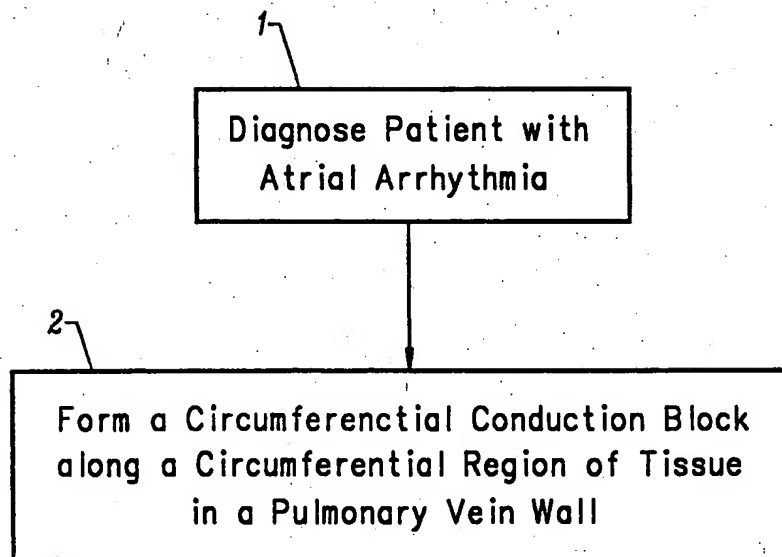 1
Diagnose Patient with
Atrial Arrhythmia
2
Form a Circumferenctial Conduction Block
along a Circumferential Region of Tissue
in a Pulmonary Vein Wall